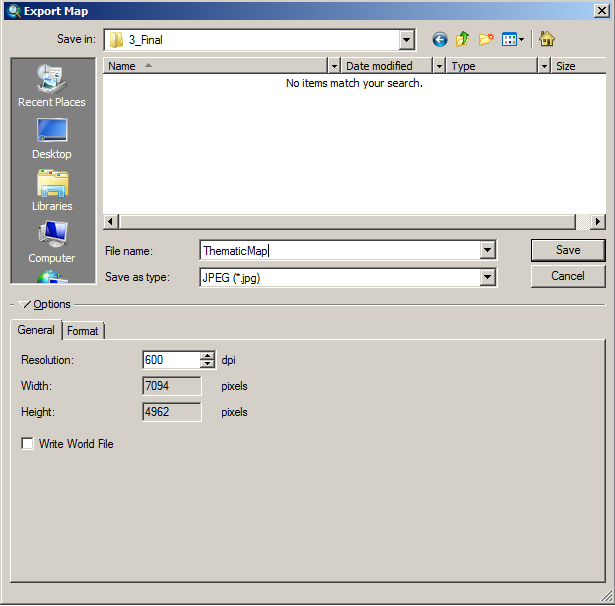 Export Map
Save in: 3_Final
Name Date modified Type Size
No items match your search.
Recent Places
Desktop
Libraries
Computer
File name: ThematicMap Save
Save as type: JPEG (*.jpg) Cancel
Options
General Format
Resolution: 600 dpi
Width: 7094 pixels
Height: 4962 pixels
Write World File